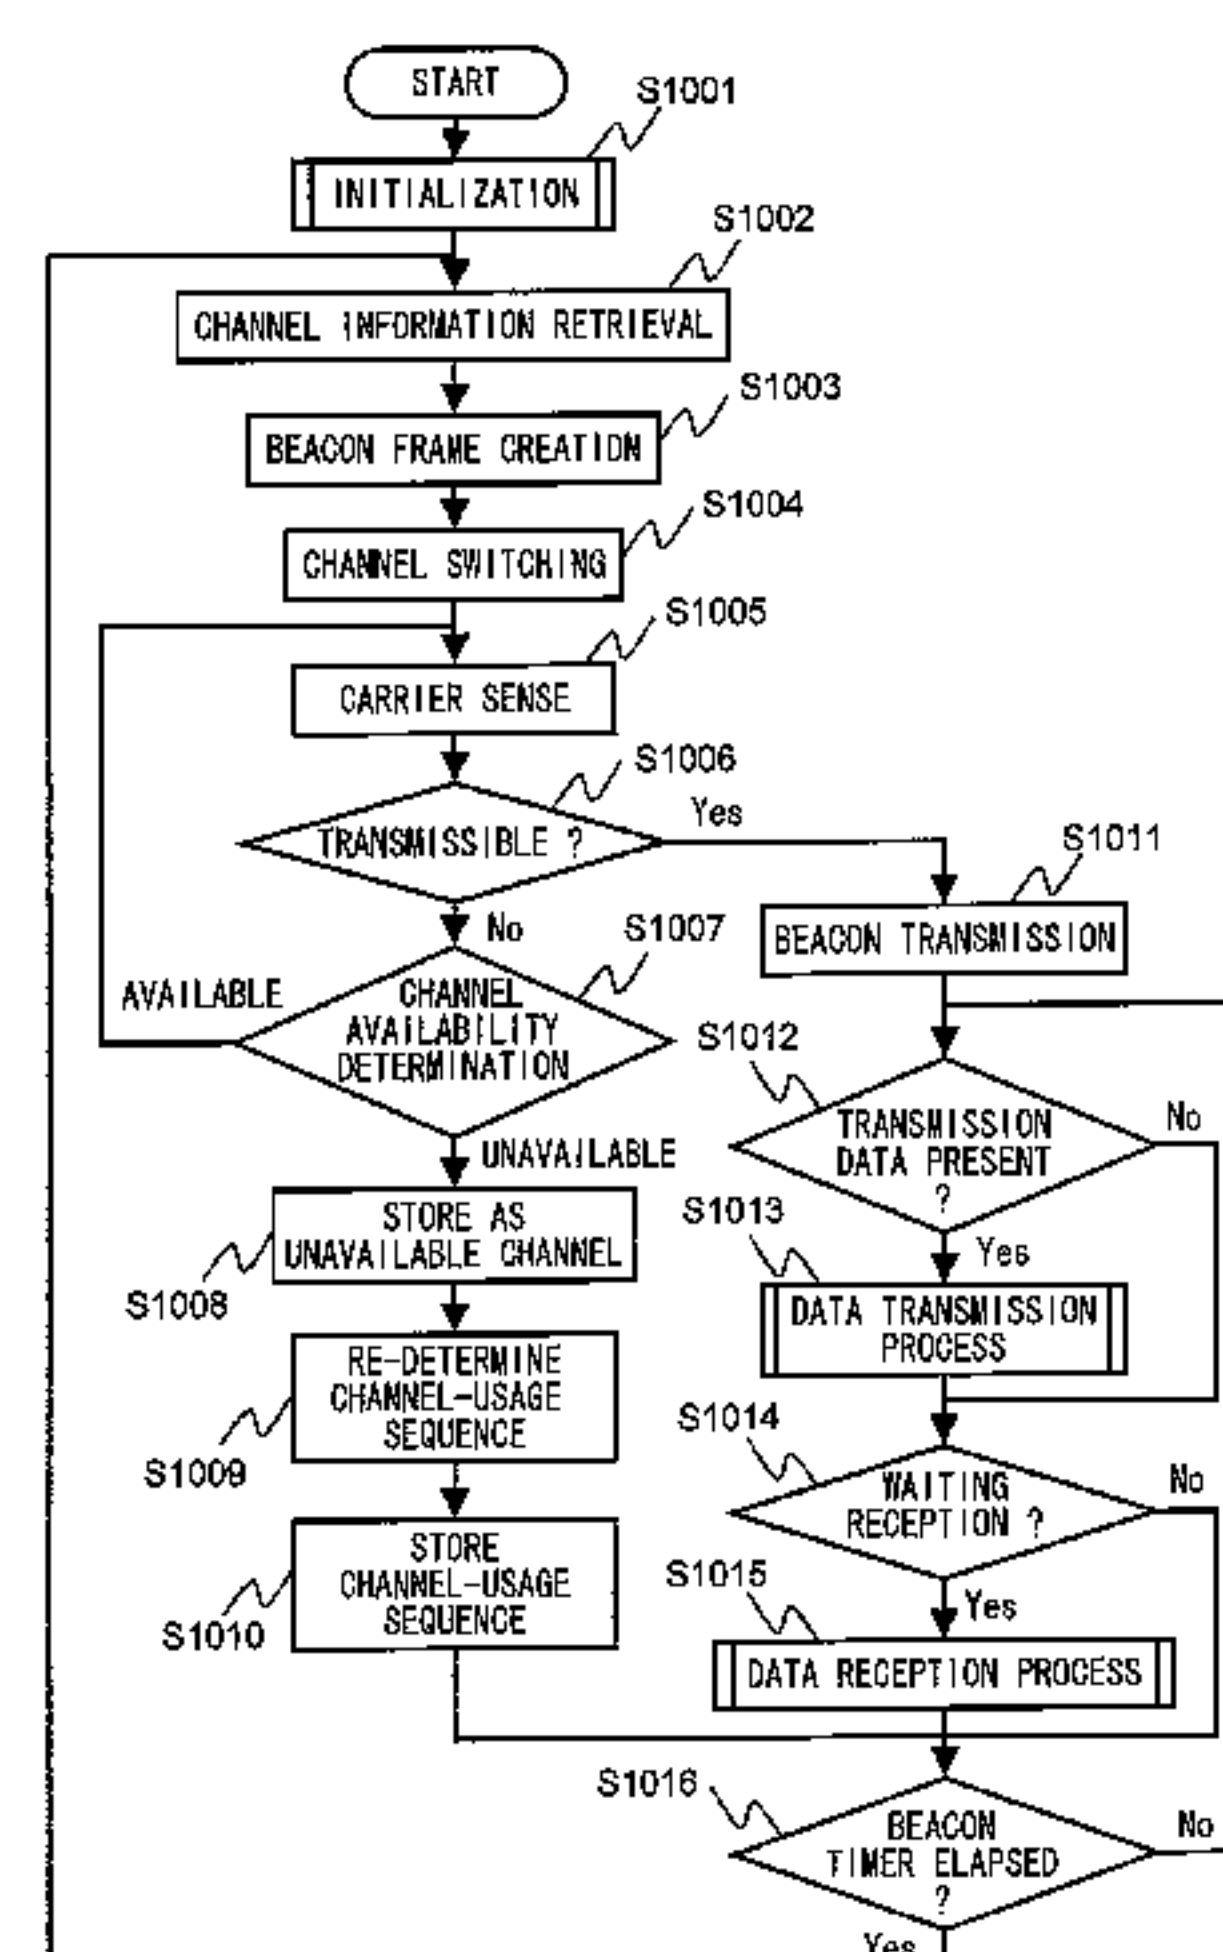 START
S1001
INITIALIZATION
S1002
CHANNEL INFORMATION RETRIEVAL
S1003
BEACON FRAME CREATION
S1004
CHANNEL SWITCHING
S1005
CARRIER SENSE
S1006
TRANSMISSIBLE ?
Yes
No
S1007
CHANNEL
AVAILABILITY
DETERMINATION
AVAILABLE
UNAVAILABLE
STORE AS
UNAVAILABLE CHANNEL
S1008
RE-DETERMINE
CHANNEL-USAGE
SEQUENCE
S1009
STORE
CHANNEL-USAGE
SEQUENCE
S1010
S1011
BEACON TRANSMISSION
S1012
TRANSMISSION
DATA PRESENT
?
No
Yes
S1013
DATA TRANSMISSION
PROCESS
S1014
WAITING
RECEPTION ?
No
Yes
S1015
DATA RECEPTION PROCESS
S1016
BEACON
TIMER ELAPSED
?
No
Yes